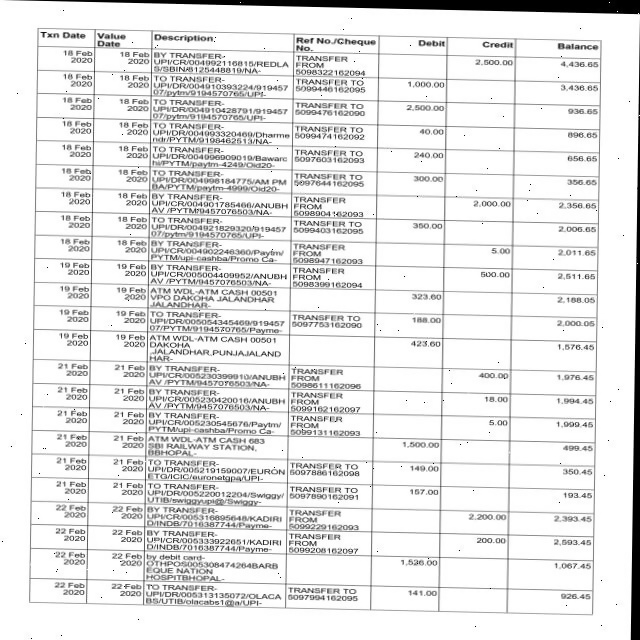 Txn Date Value Date Description Ref No./Cheque No. Debit Credit Balance
18 Feb 2020 18 Feb 2020 BY TRANSFER- TRANSFER FROM 2,500.00 4,436.65
UPI/CR/004992116815/REDLA
S/SBIN/6125448819/NA- 5098322162094
18 Feb 2020 18 Feb 2020 TO TRANSFER- TRANSFER TO 1,000.00 3,436.65
UPI/DR/004910393224/919457
07/pytm/9194570765/UPI- 5099446162095
18 Feb 2020 18 Feb 2020 TO TRANSFER- TRANSFER TO 2,500.00 936.65
UPI/DR/004910428791/919457
07/pytm/9194570765/UPI- 5099476162090
18 Feb 2020 18 Feb 2020 TO TRANSFER- TRANSFER TO 40.00 896.65
UPI/DR/004993320469/Dharme
ndr/PYTM/9198462513/NA- 5099474162092
18 Feb 2020 18 Feb 2020 TO TRANSFER- TRANSFER TO 240.00 656.65
UPI/DR/004996909019/Bawarc
hi/PYTM/paytm-4249/Oid20- 5097603162093
18 Feb 2020 18 Feb 2020 TO TRANSFER- TRANSFER TO 300.00 356.65
UPI/DR/004998184775/AM PM
BA/PYTM/paytm-4999/Oid20- 5097644162095
18 Feb 2020 18 Feb 2020 BY TRANSFER- TRANSFER FROM 2,000.00 2,356.65
UPI/CR/004901785466/ANUBH
AV /PYTM/9457076503/NA- 5098904162093
18 Feb 2020 18 Feb 2020 TO TRANSFER- TRANSFER TO 350.00 2,006.65
UPI/DR/004921829320/919457
07/pytm/9194570765/UPI- 5099403162095
18 Feb 2020 18 Feb 2020 BY TRANSFER- TRANSFER FROM 5.00 2,011.65
UPI/CR/004902246360/Paytm/
PYTM/upi-cashba/Promo Ca- 5098947162093
19 Feb 2020 19 Feb 2020 BY TRANSFER- TRANSFER FROM 500.00 2,511.65
UPI/CR/005004409952/ANUBH
AV /PYTM/9457076503/NA- 5098399162094
19 Feb 2020 19 Feb 2020 ATM WDL-ATM CASH 00501 323.60 2,188.05
VPO DAKOHA JALANDHAR
JALANDHAR-
19 Feb 2020 19 Feb 2020 TO TRANSFER- TRANSFER TO 188.00 2,000.05
UPI/DR/005054345469/919457
07/PYTM/9194570765/Payme- 5097753162090
19 Feb 2020 19 Feb 2020 ATM WDL-ATM CASH 00501 423.60 1,576.45
DAKOHA
,JALANDHAR,PUNJAJALAND
HAR-
21 Feb 2020 21 Feb 2020 BY TRANSFER- TRANSFER FROM 400.00 1,976.45
UPI/CR/005230399910/ANUBH
AV /PYTM/9457076503/NA- 5098611162096
21 Feb 2020 21 Feb 2020 BY TRANSFER- TRANSFER FROM 18.00 1,994.45
UPI/CR/005230420016/ANUBH
AV /PYTM/9457076503/NA- 5099162162097
21 Feb 2020 21 Feb 2020 BY TRANSFER- TRANSFER FROM 5.00 1,999.45
UPI/CR/005230545676/Paytm/
PYTM/upi-cashba/Promo Ca- 5099131162093
21 Feb 2020 21 Feb 2020 ATM WDL-ATM CASH 683 1,500.00 499.45
SBI RAILWAY STATION,
BBHOPAL-
21 Feb 2020 21 Feb 2020 TO TRANSFER- TRANSFER TO 149.00 350.45
UPI/DR/005219159007/EURON
ETG/ICIC/euronetgpa/UPI- 5097886162098
21 Feb 2020 21 Feb 2020 TO TRANSFER- TRANSFER TO 157.00 193.45
UPI/DR/005220012204/Swiggy/
UTIB/swiggyupi@/Swiggy- 5097890162091
22 Feb 2020 22 Feb 2020 BY TRANSFER- TRANSFER FROM 2,200.00 2,393.45
UPI/CR/005316895648/KADIRI
D/INDB/7016387744/Payme- 5099229162093
22 Feb 2020 22 Feb 2020 BY TRANSFER- TRANSFER FROM 200.00 2,593.45
UPI/CR/005333922651/KADIRI
D/INDB/7016387744/Payme- 5099208162097
22 Feb 2020 22 Feb 2020 by debit card- 1,526.00 1,067.45
OTHPOS005308474264BARB
EQUE NATION
HOSPITBHOPAL-
22 Feb 2020 22 Feb 2020 TO TRANSFER- TRANSFER TO 141.00 926.45
UPI/DR/005313135072/OLACA
BS/UTIB/olacabs1@a/UPI- 5097994162095